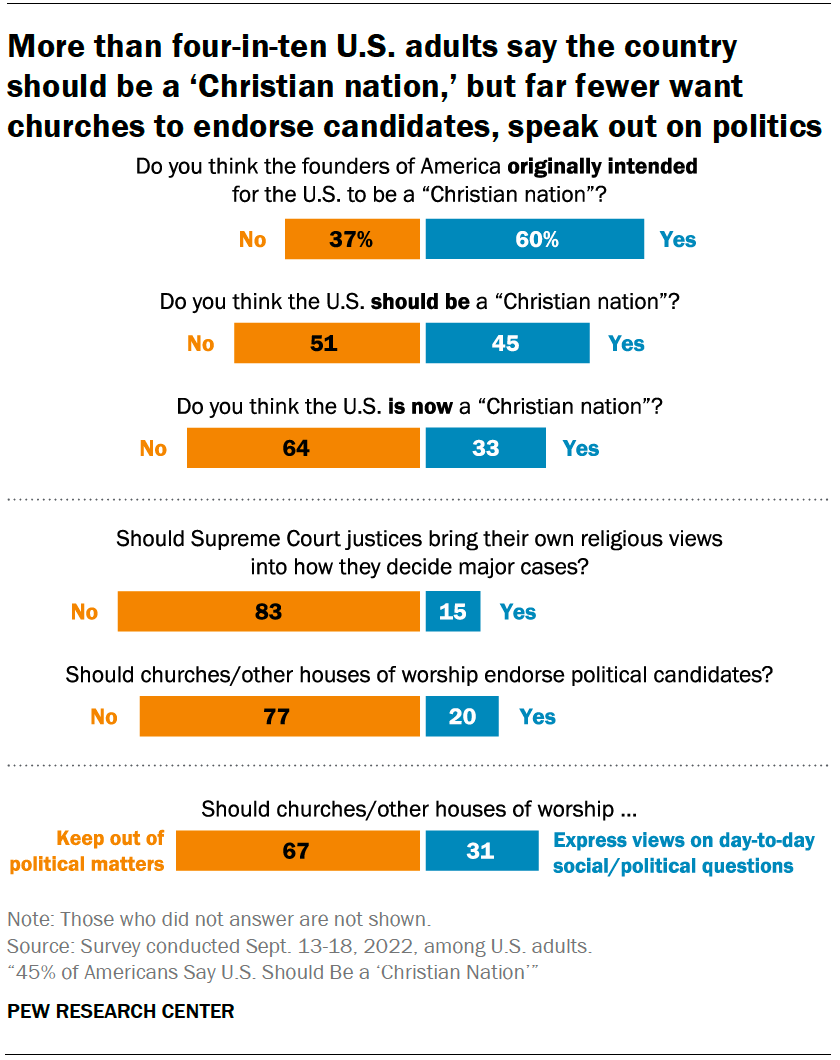 More than four-in-ten U.S. adults say the country
should be a ‘Christian nation,’ but far fewer want
churches to endorse candidates, speak out on politics
Do you think the founders of America originally intended
for the U.S. to be a “Christian nation”?
No 37% 60% Yes
Do you think the U.S. should be a “Christian nation”?
No 51 45 Yes
Do you think the U.S. is now a “Christian nation”?
No 64 33 Yes
Should Supreme Court justices bring their own religious views
into how they decide major cases?
No 83 15 Yes
Should churches/other houses of worship endorse political candidates?
No 77 20 Yes
Should churches/other houses of worship ...
Keep out of
political matters
67 31
Express views on day-to-day
social/political questions
Note: Those who did not answer are not shown.
Source: Survey conducted Sept. 13-18, 2022, among U.S. adults.
“45% of Americans Say U.S. Should Be a ‘Christian Nation’”
PEW RESEARCH CENTER